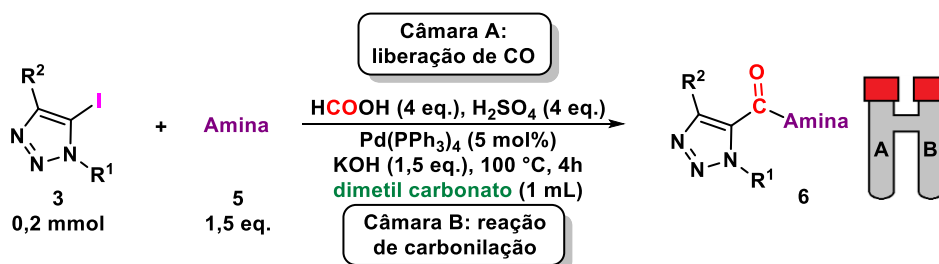 Câmara A:
liberação de CO
R²
I
N
N
N
R¹
3
0,2 mmol
+
Amina
5
1,5 eq.
HCOOH (4 eq.), H₂SO₄ (4 eq.)
Pd(PPh₃)₄ (5 mol%)
KOH (1,5 eq.), 100 °C, 4h
dimetil carbonato (1 mL)
Câmara B: reação
de carbonilação
O
R²
C
Amina
N
N
N
R¹
6
A
B